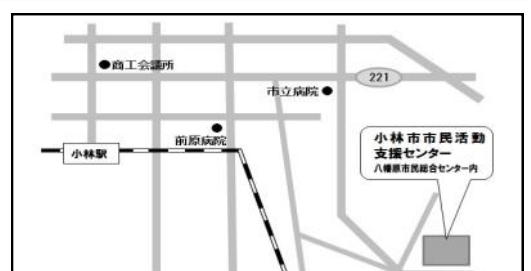 商工会議所
221
市立病院
前原病院
小林駅
小林市市民活動
支援センター
八幡原市民総合センター内